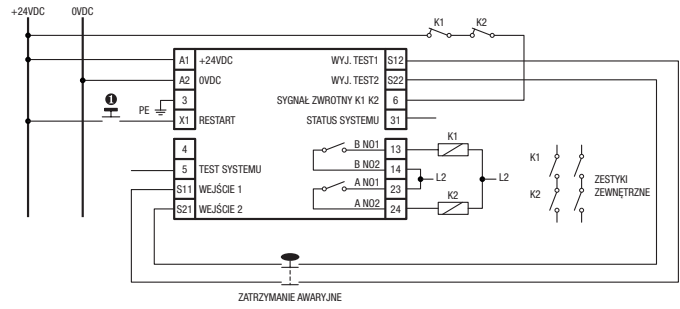 +24VDC 0VDC K1 K2
A1 +24VDC WYJ. TEST1 S12
A2 0VDC WYJ. TEST2 S22
1 PE 3 SYGNAŁ ZWROTNY K1 K2 6
X1 RESTART STATUS SYSTEMU 31
4 B NO1 13 K1
5 TEST SYSTEMU B NO2 14 L2 L2 K1 ZESTYKI
S11 WEJŚCIE 1 A NO1 23 K2 K2 ZEWNĘTRZNE
S21 WEJŚCIE 2 A NO2 24
ZATRZYMANIE AWARYJNE